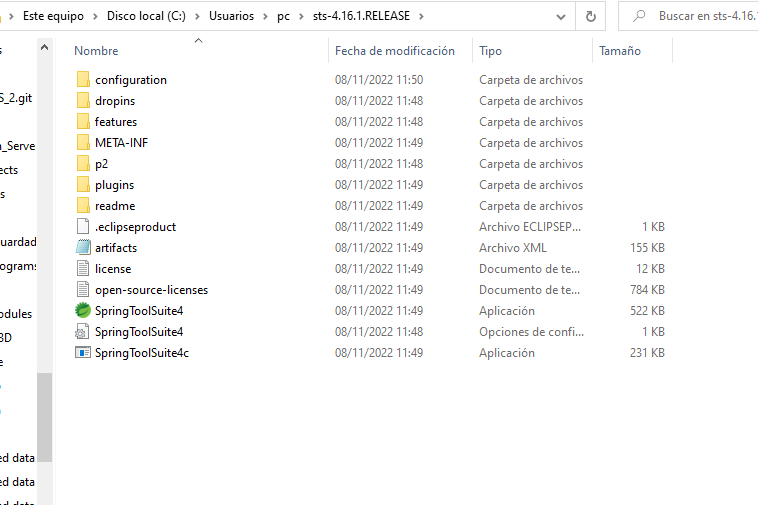 Este equipo > Disco local (C:) > Usuarios > pc > sts-4.16.1.RELEASE >
Buscar en sts-4.16.1
Nombre Fecha de modificación Tipo Tamaño
configuration 08/11/2022 11:50 Carpeta de archivos
dropins 08/11/2022 11:48 Carpeta de archivos
S_2.git
features 08/11/2022 11:48 Carpeta de archivos
a_Serve META-INF 08/11/2022 11:49 Carpeta de archivos
ects p2 08/11/2022 11:48 Carpeta de archivos
s plugins 08/11/2022 11:49 Carpeta de archivos
readme 08/11/2022 11:49 Carpeta de archivos
.eclipseproduct 08/11/2022 11:49 Archivo ECLIPSEP... 1 KB
uardad artifacts 08/11/2022 11:49 Archivo XML 155 KB
ograms license 08/11/2022 11:49 Documento de te... 12 KB
open-source-licenses 08/11/2022 11:49 Documento de te... 784 KB
odules SpringToolSuite4 08/11/2022 11:49 Aplicación 522 KB
3D SpringToolSuite4 08/11/2022 11:48 Opciones de confi... 1 KB
e SpringToolSuite4c 08/11/2022 11:49 Aplicación 231 KB
ed data
ed data
ed data